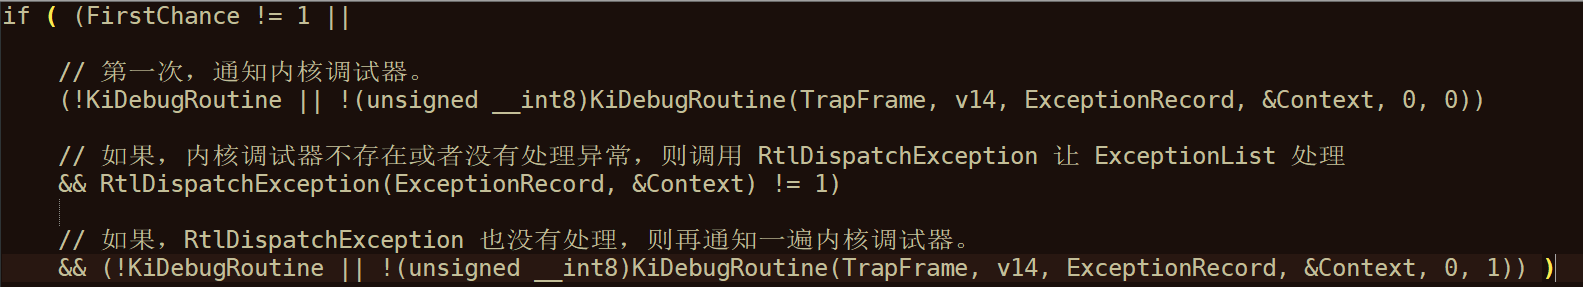 if ( (FirstChance != 1 ||
// 第一次，通知内核调试器。
(!KiDebugRoutine || !(unsigned __int8)KiDebugRoutine(TrapFrame, v14, ExceptionRecord, &Context, 0, 0))
// 如果，内核调试器不存在或者没有处理异常，则调用 RtlDispatchException 让 ExceptionList 处理
&& RtlDispatchException(ExceptionRecord, &Context) != 1)
// 如果，RtlDispatchException 也没有处理，则再通知一遍内核调试器。
&& (!KiDebugRoutine || !(unsigned __int8)KiDebugRoutine(TrapFrame, v14, ExceptionRecord, &Context, 0, 1)) )